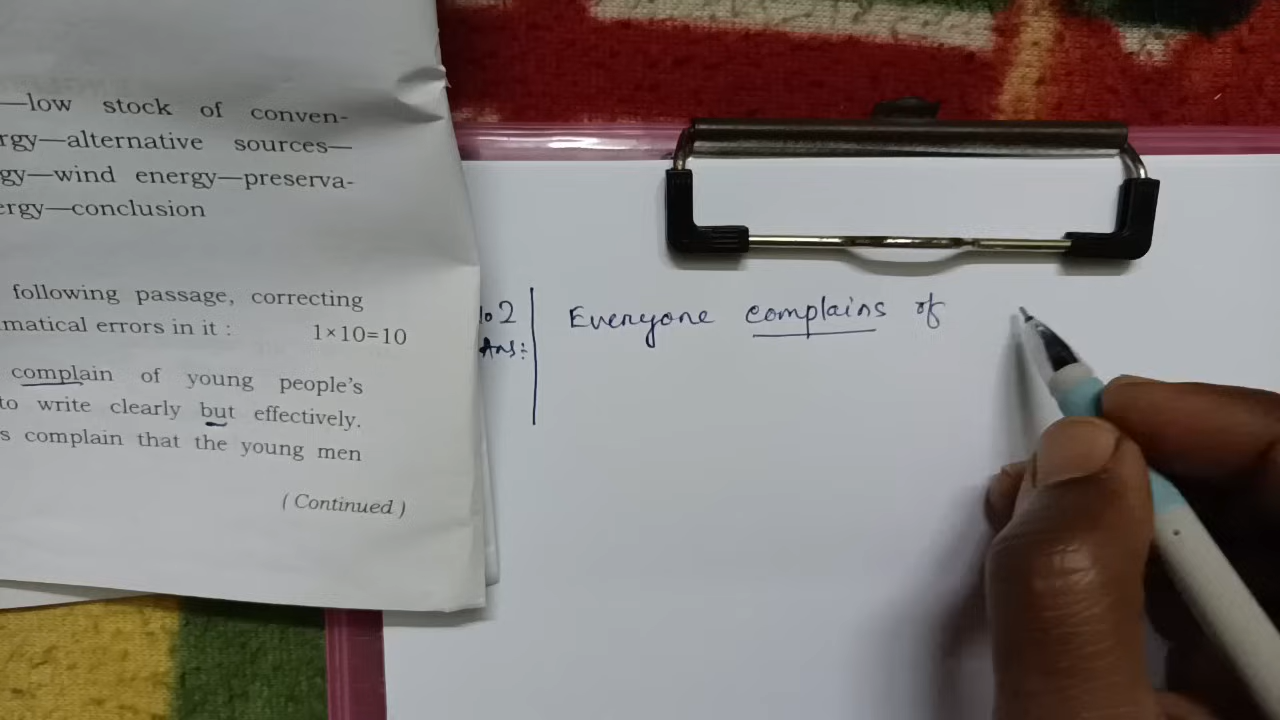 —low stock of conven-
rgy—alternative sources—
gy—wind energy—preserva-
ergy—conclusion
following passage, correcting
matical errors in it : 1×10=10
complain of young people's
to write clearly but effectively.
s complain that the young men
( Continued )
o 2
Ans:
Everyone complains of